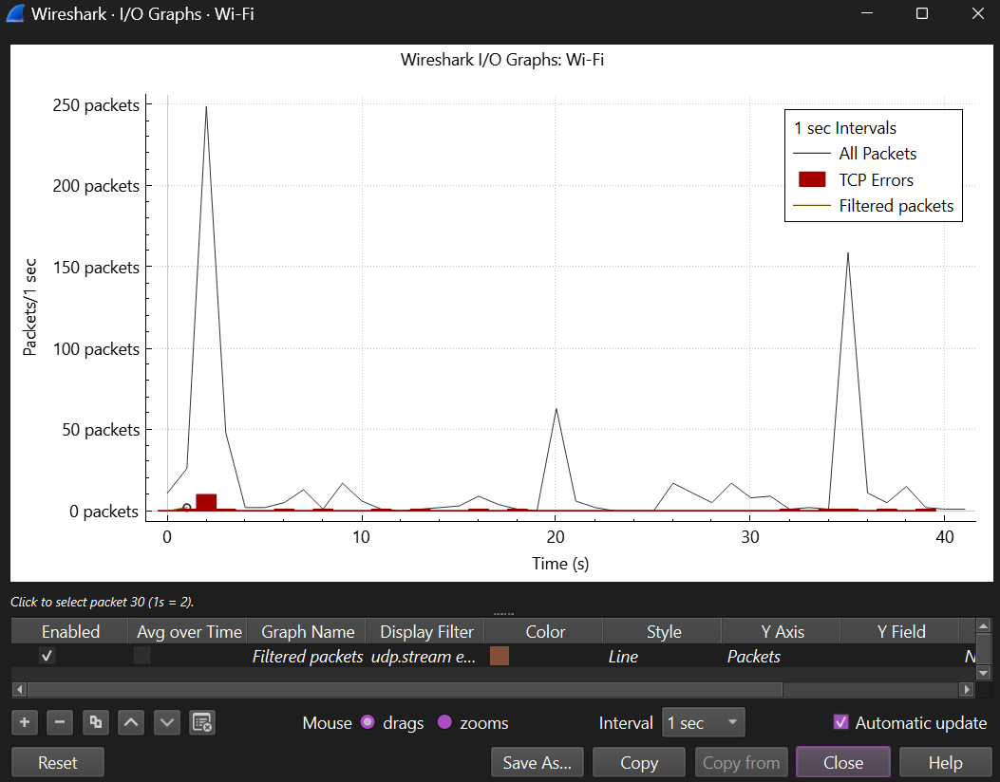 Wireshark · I/O Graphs · Wi-Fi
Wireshark I/O Graphs: Wi-Fi
250 packets
200 packets
150 packets
100 packets
50 packets
0 packets
Packets/1 sec
1 sec Intervals
All Packets
TCP Errors
Filtered packets
0 10 20 30 40
Time (s)
Click to select packet 30 (1s = 2).
Enabled Avg over Time Graph Name Display Filter Color Style Y Axis Y Field
Filtered packets udp.stream e... Line Packets N
Mouse drags zooms Interval 1 sec Automatic update
Reset Save As... Copy Copy from Close Help